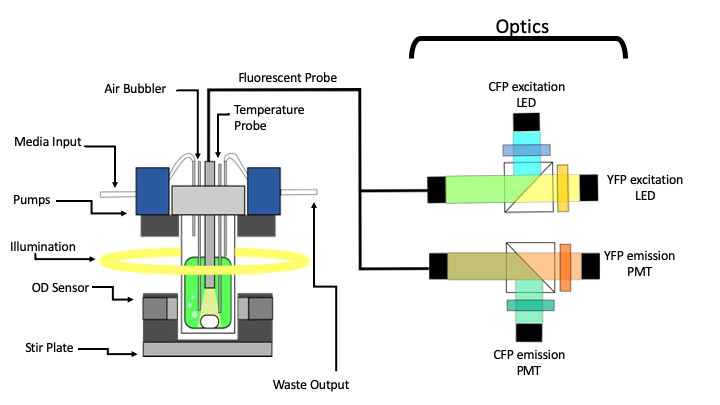 Optics
Fluorescent Probe
Air Bubbler
Temperature
Probe
CFP excitation
LED
Media Input
YFP excitation
LED
Pumps
Illumination
YFP emission
PMT
OD Sensor
Stir Plate
CFP emission
PMT
Waste Output